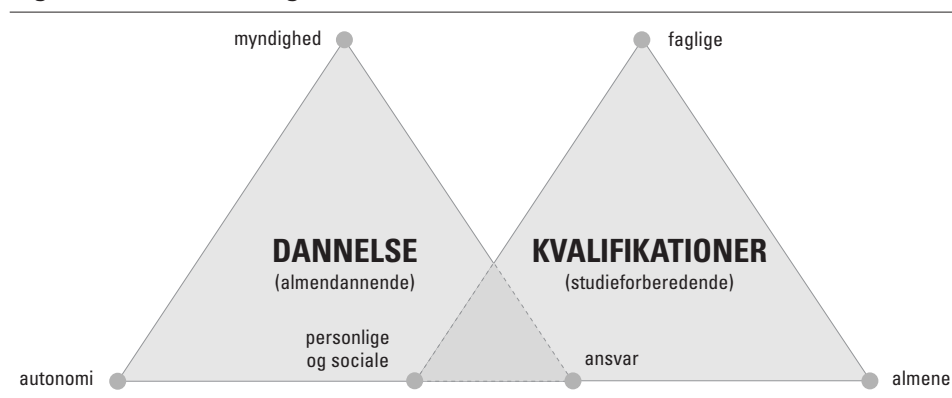 myndighed
faglige
DANNELSE
(almendannende)
KVALIFIKATIONER
(studieforberedende)
personlige
og sociale
ansvar
autonomi
almene